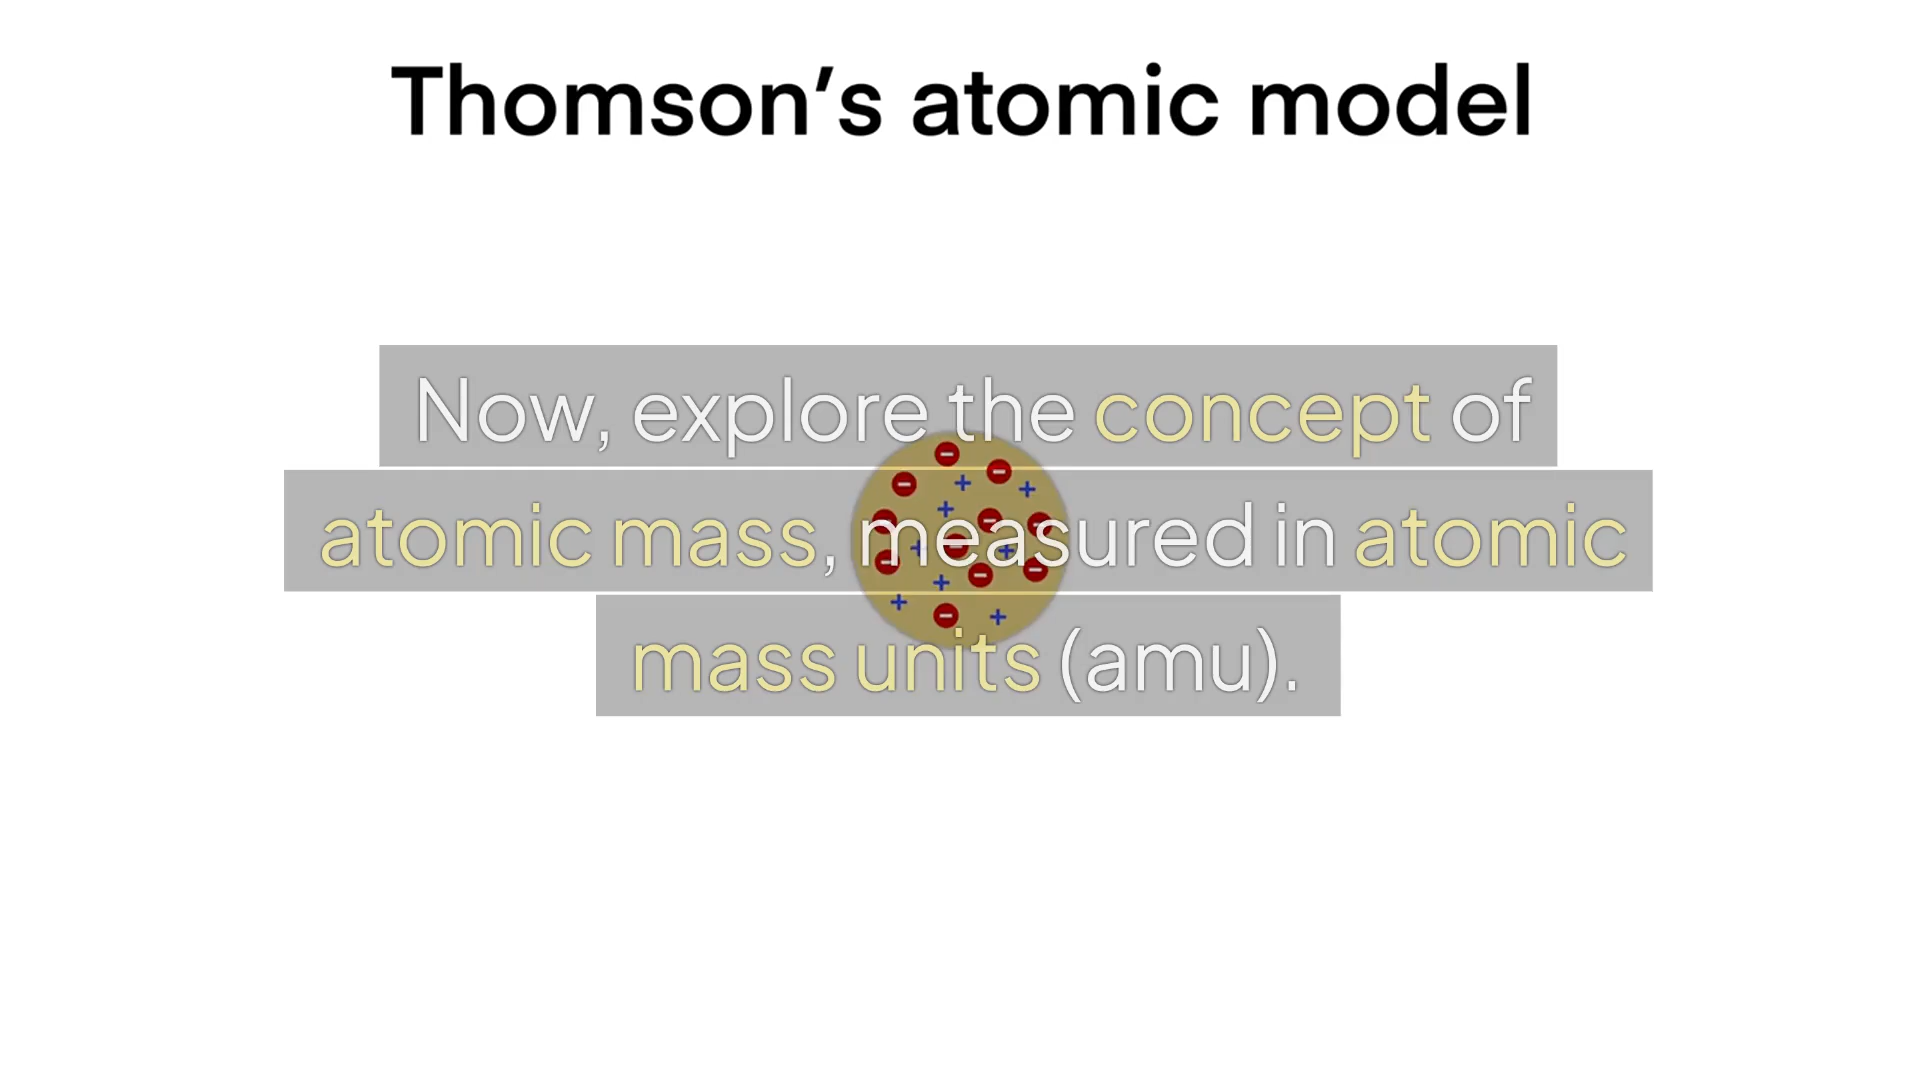 Thomson’s atomic model
Now, explore the concept of
atomic mass, measured in atomic
mass units (amu).